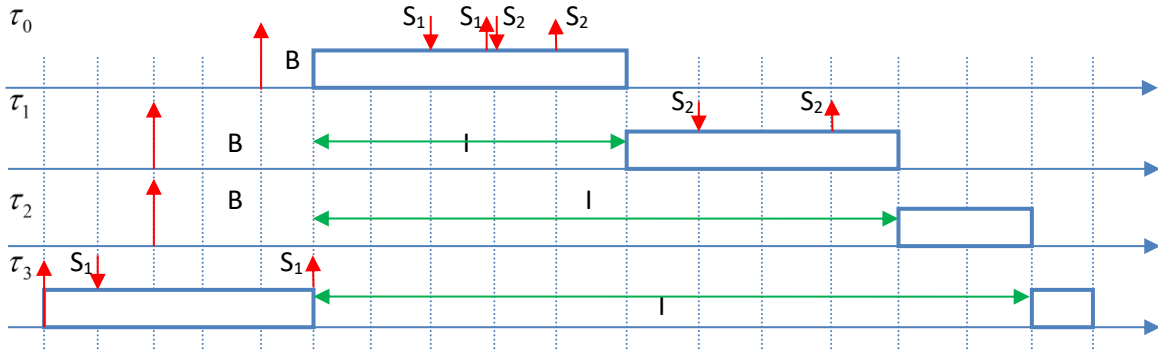 τ₀ S₁ S₁ S₂ S₂
B
τ₁ S₂ S₂
B I
τ₂ B I
τ₃ S₁ S₁
I